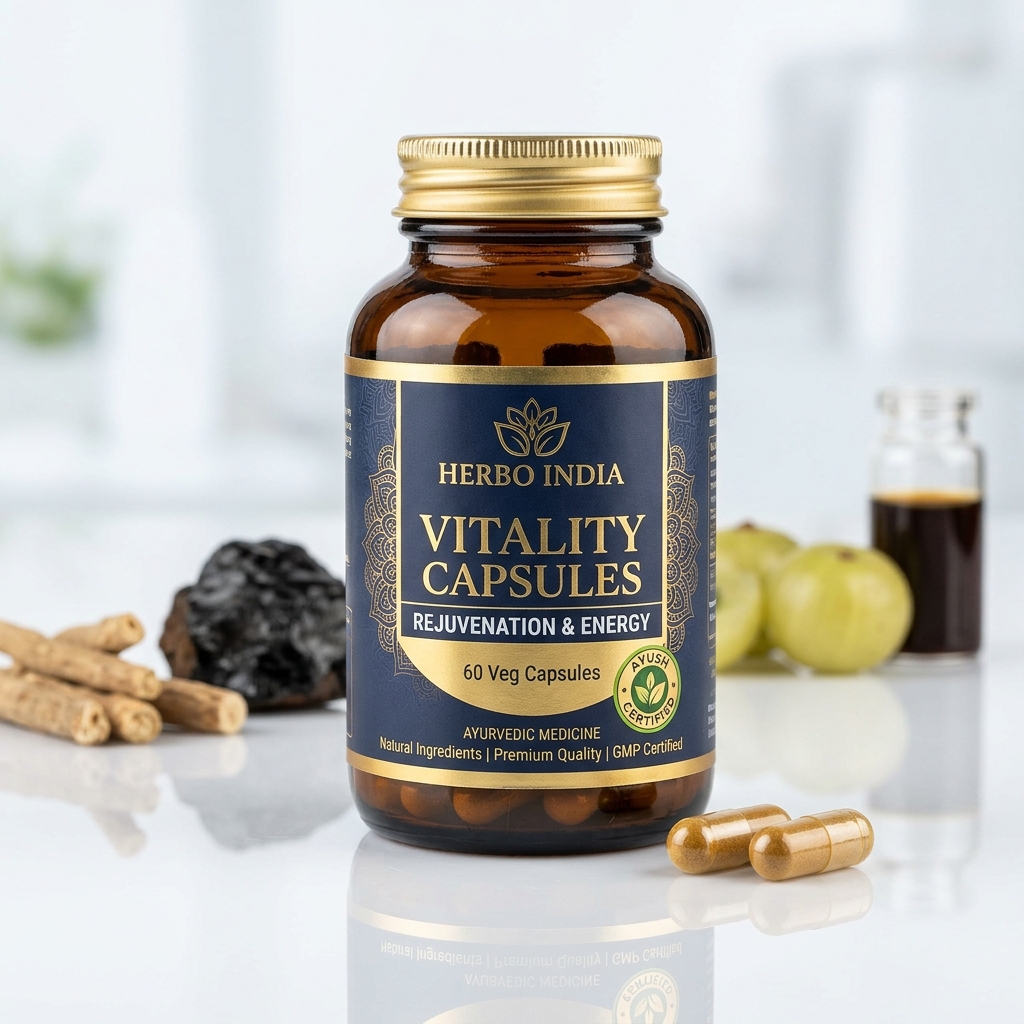 HERBO INDIA
VITALITY
CAPSULES
REJUVENATION & ENERGY
60 Veg Capsules
AYUSH
CERTIFIED
AYURVEDIC MEDICINE
Natural Ingredients | Premium Quality | GMP Certified